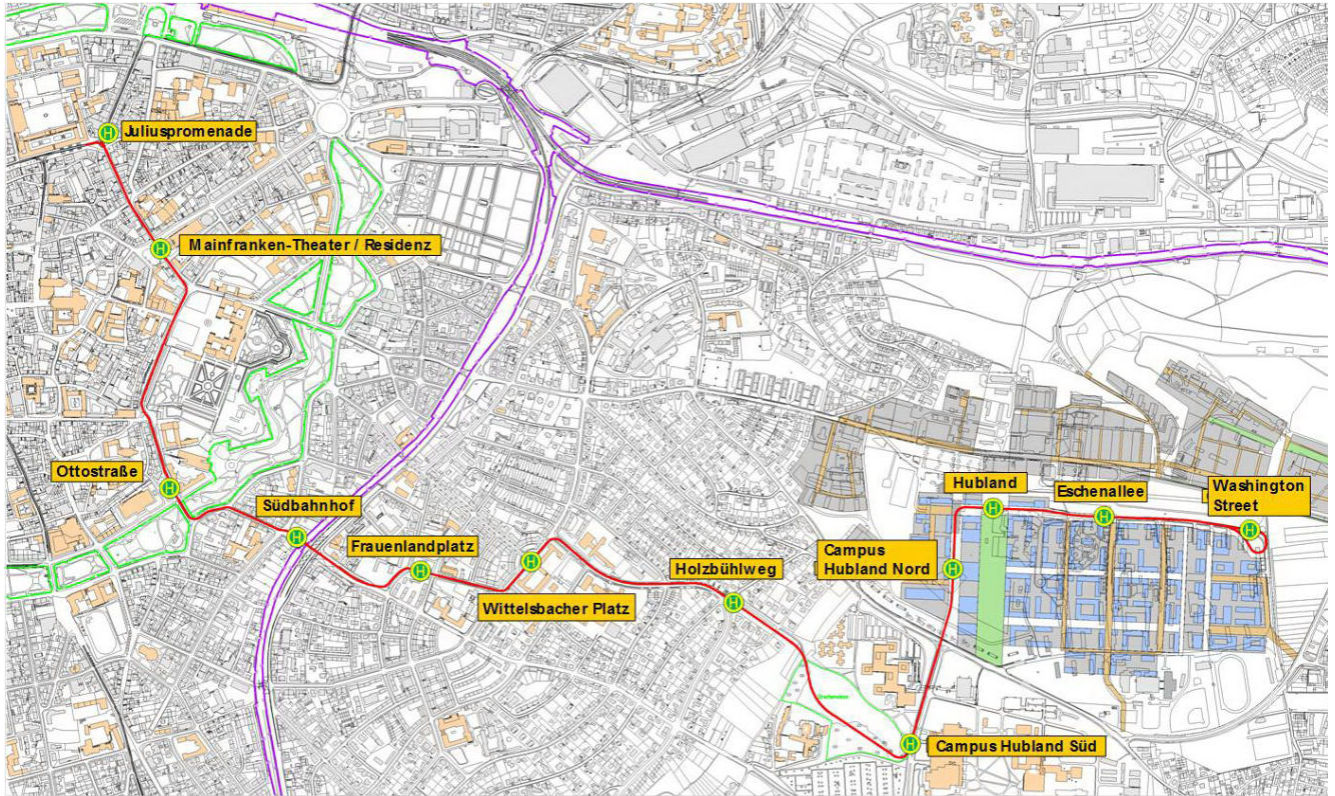 Juliuspromenade
Mainfranken-Theater / Residenz
Ottostraße
Südbahnhof
Frauenlandplatz
Wittelsbacher Platz
Holzbühlweg
Campus
Hubland Nord
Hubland
Eschenallee
Washington
Street
Campus Hubland Süd
H
H
H
H
H
H
H
H
H
H
H
H